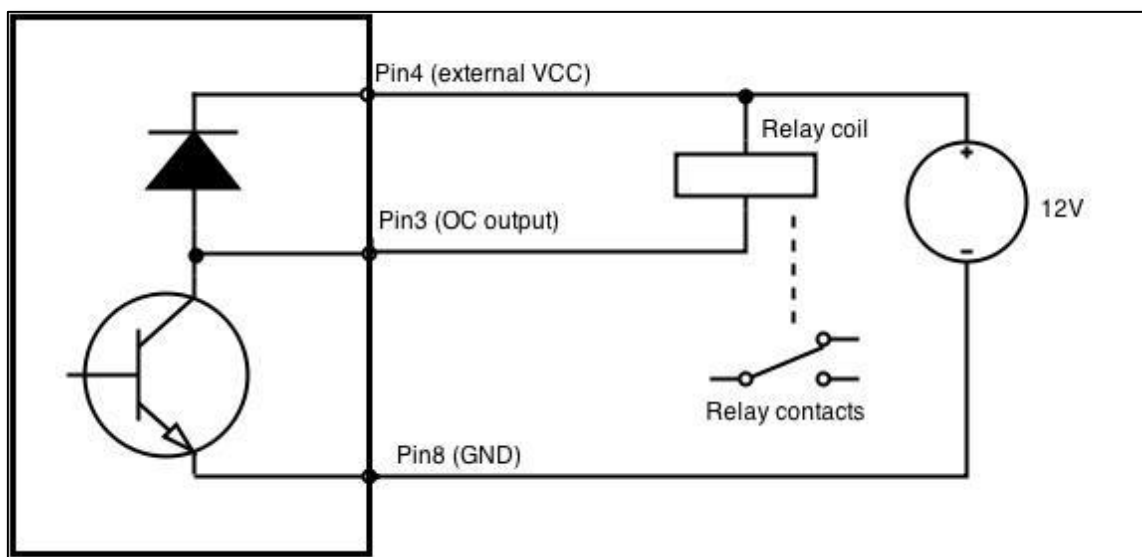 Pin4 (external VCC)
Relay coil
+
12V
Pin3 (OC output)
-
Relay contacts
Pin8 (GND)